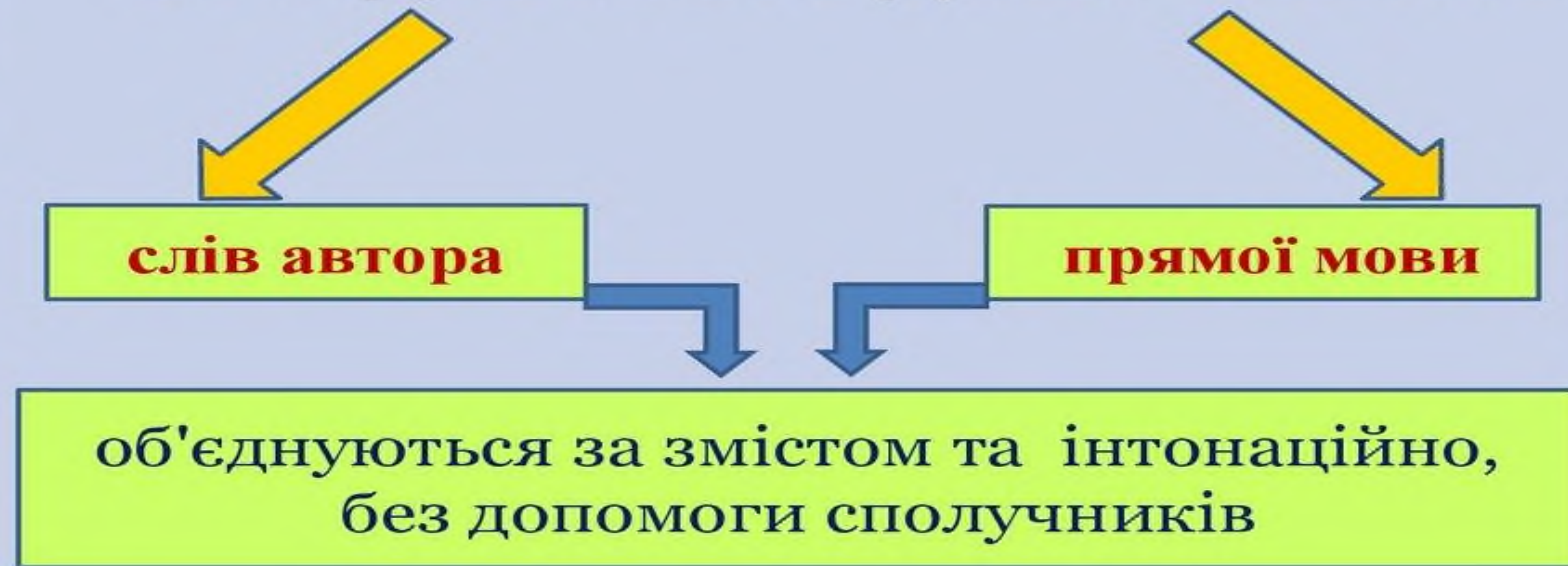 слів автора
прямої мови
об'єднуються за змістом та інтонаційно,
без допомоги сполучників